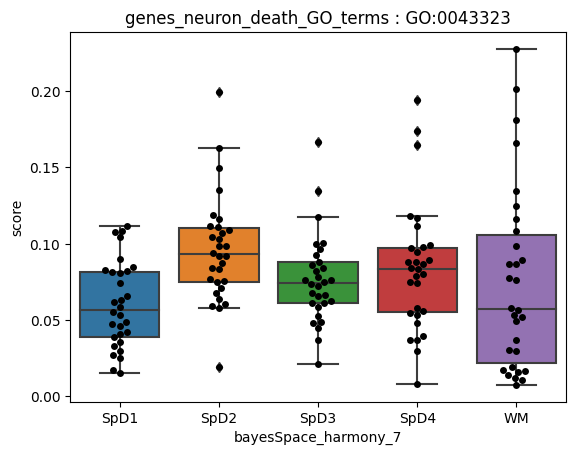 genes_neuron_death_GO_terms : GO:0043323
score
0.20
0.15
0.10
0.05
0.00
SpD1 SpD2 SpD3 SpD4 WM
bayesSpace_harmony_7